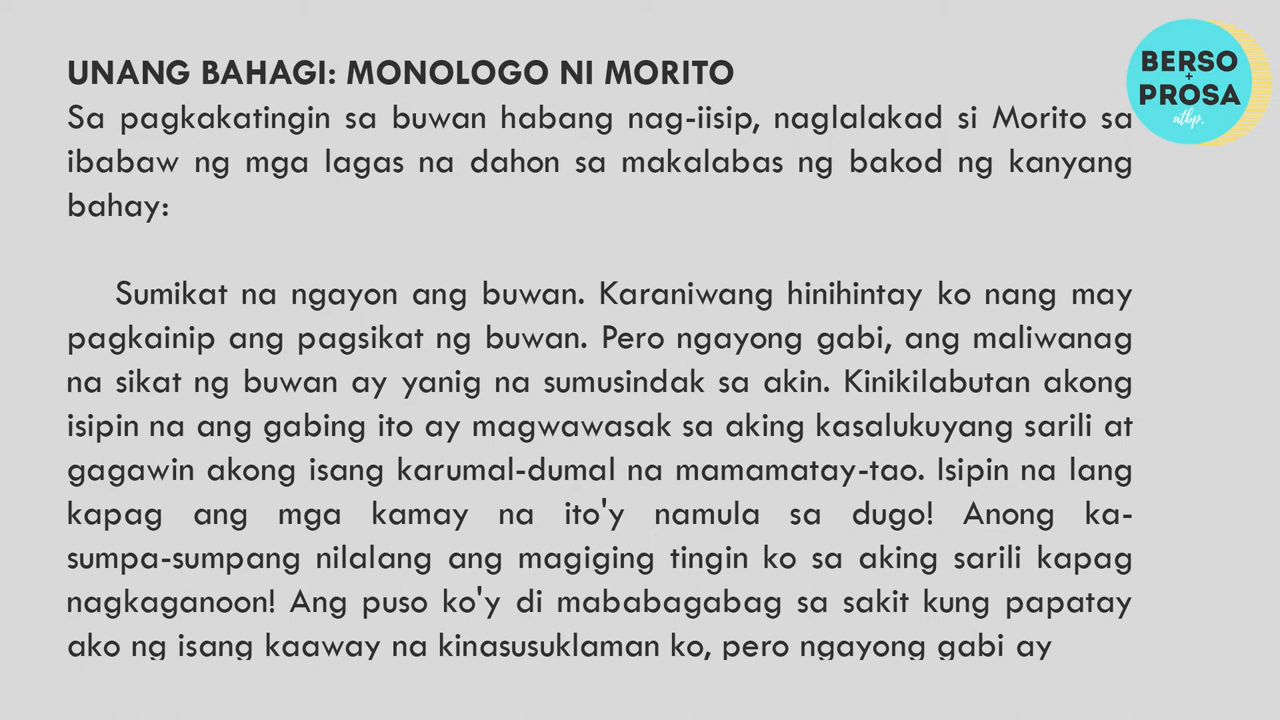 UNANG BAHAGI: MONOLOGO NI MORITO
Sa pagkakatingin sa buwan habang nag-iisip, naglalakad si Morito sa
ibabaw ng mga lagas na dahon sa makalabas ng bakod ng kanyang
bahay:
Sumikat na ngayon ang buwan. Karaniwang hinihintay ko nang may
pagkainip ang pagsikat ng buwan. Pero ngayong gabi, ang maliwanag
na sikat ng buwan ay yanig na sumusindak sa akin. Kinikilabutan akong
isipin na ang gabing ito ay magwawasak sa aking kasalukuyang sarili at
gagawin akong isang karumal-dumal na mamamatay-tao. Isipin na lang
kapag ang mga kamay na ito'y namula sa dugo! Anong ka-
sumpa-sumpang nilalang ang magiging tingin ko sa aking sarili kapag
nagkaganoon! Ang puso ko'y di mababagabag sa sakit kung papatay
ako ng isang kaaway na kinasusuklaman ko, pero ngayong gabi ay
BERSO
+
PROSA
atbp.